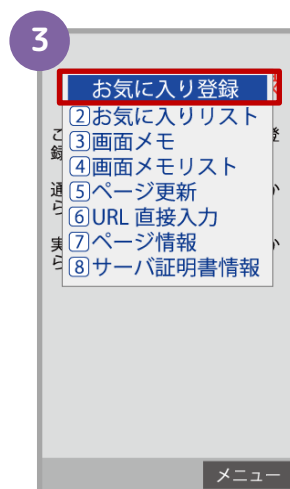 3
お気に入り登録
2お気に入りリスト
3画面メモ
4画面メモリスト
5ページ更新
6URL 直接入力
7ページ情報
8サーバ証明書情報
メニュー